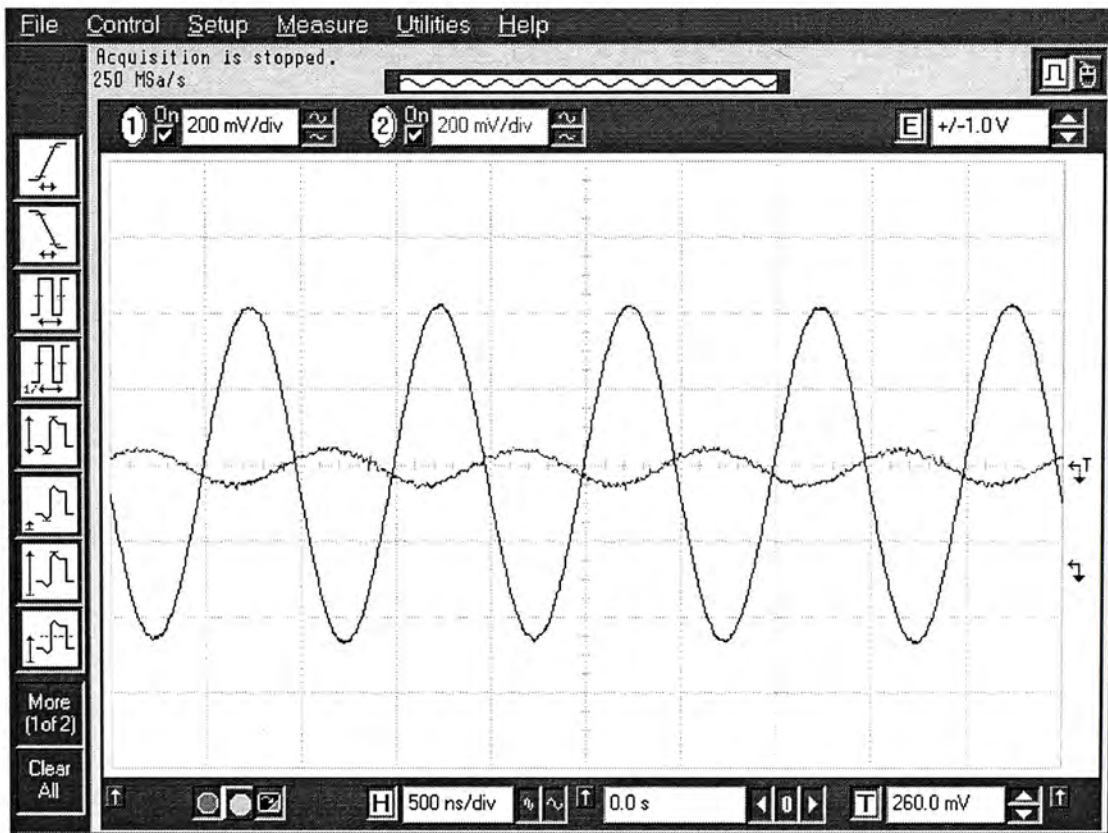 File Control Setup Measure Utilities Help
Acquisition is stopped.
250 MSa/s
1 On 200 mV/div 2 On 200 mV/div E +/-1.0 V
T
More
(1of 2)
Clear
All
H 500 ns/div 0.0 s 0 T 260.0 mV